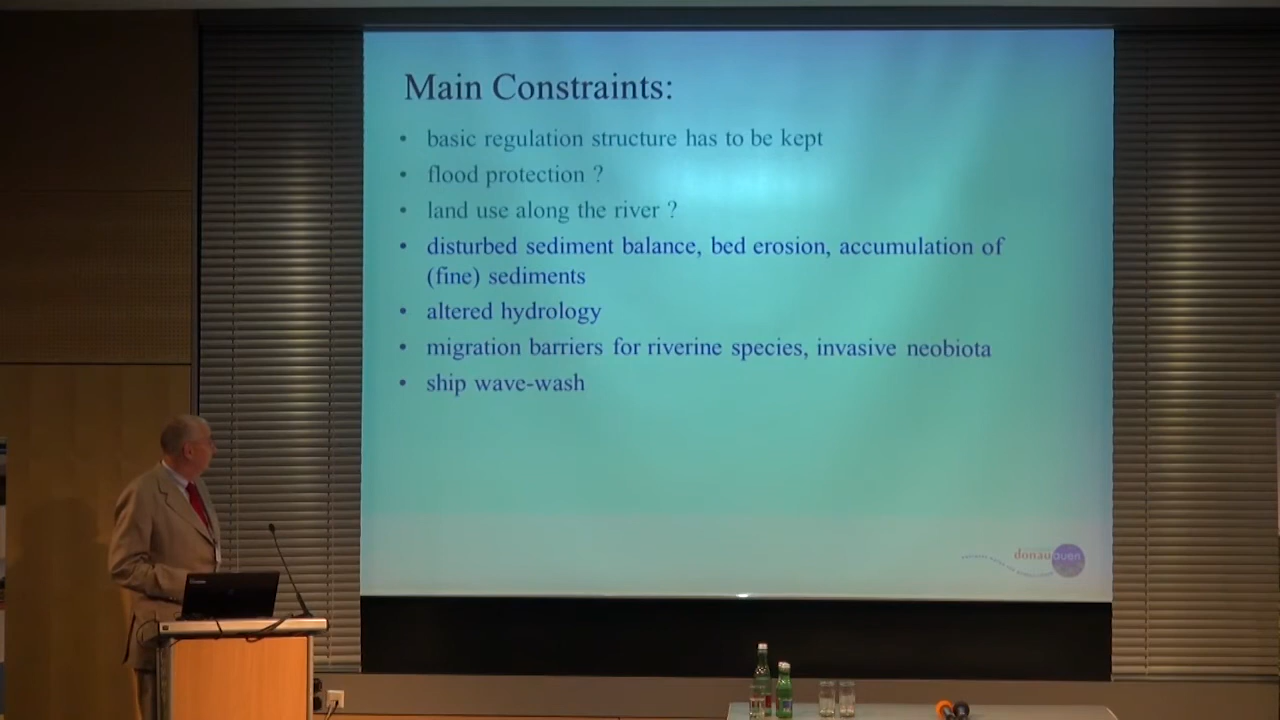 Main Constraints:
• basic regulation structure has to be kept
• flood protection ?
• land use along the river ?
• disturbed sediment balance, bed erosion, accumulation of
(fine) sediments
• altered hydrology
• migration barriers for riverine species, invasive neobiota
• ship wave-wash
donauauen